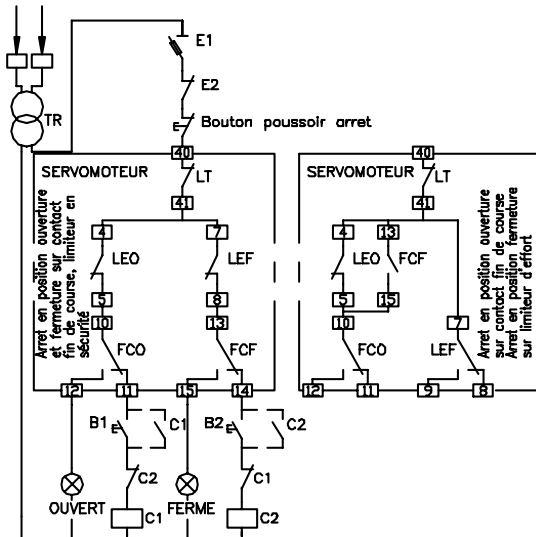 E1
E2
TR
Bouton poussoir arret
40
SERVOMOTEUR
LT
41
Arret en position ouverture
et fermeture sur contact
fin de course, limiteur en
sécurité
4
7
LEO
LEF
5
8
10
13
FCO
FCF
12
11
15
14
B1
C1
B2
C2
C2
C1
OUVERT
FERME
C1
C2
40
SERVOMOTEUR
LT
41
4
13
LEO
FCF
5
15
10
7
FCO
LEF
12
11
9
8
Arret en position ouverture
sur contact fin de course
Arret en position fermeture
sur limiteur d'effort